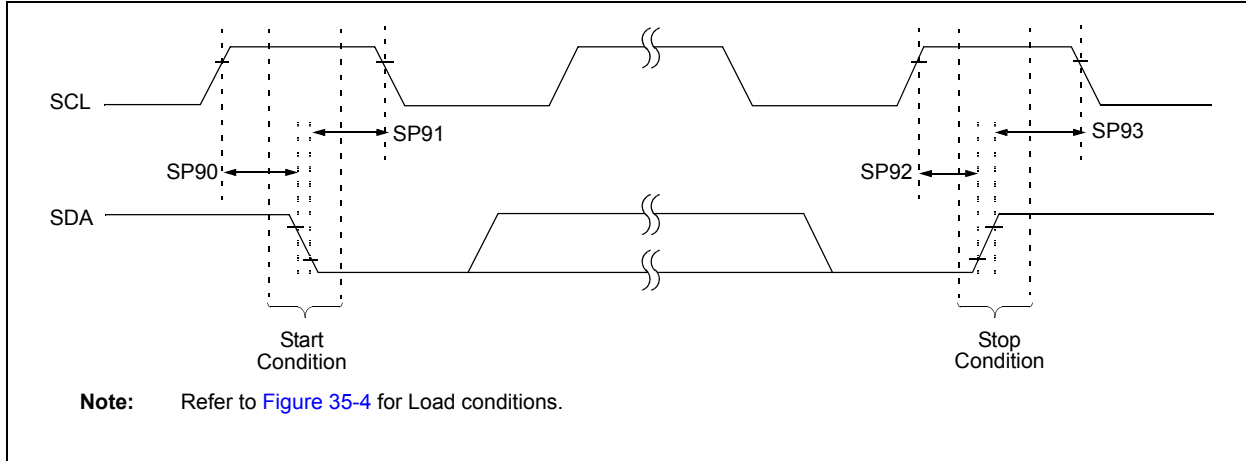 SCL
SP91
SP93
SP90
SP92
SDA
Start
Condition
Stop
Condition
Note: Refer to Figure 35-4 for Load conditions.